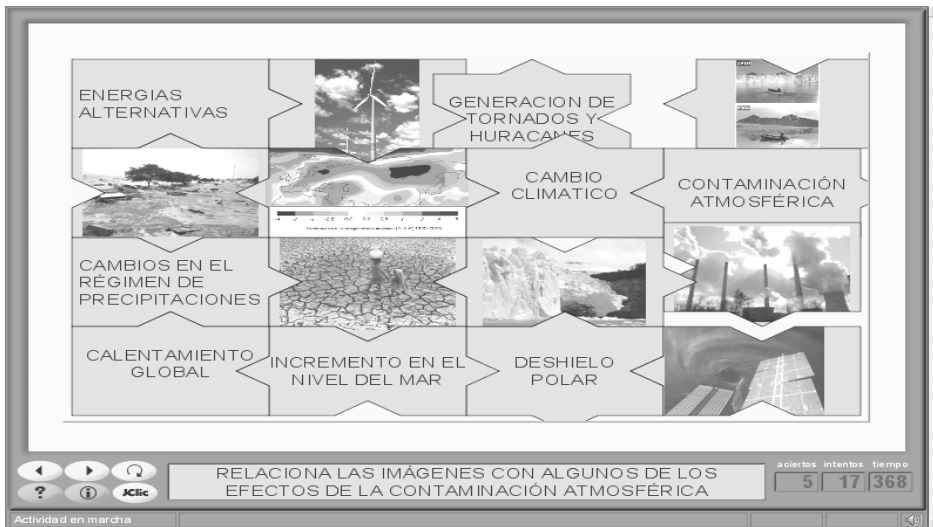 ENERGIAS
ALTERNATIVAS
GENERACION DE
TORNADOS Y
HURACANES
CAMBIO
CLIMATICO
CONTAMINACIÓN
ATMOSFÉRICA
CAMBIOS EN EL
RÉGIMEN DE
PRECIPITACIONES
CALENTAMIENTO
GLOBAL
INCREMENTO EN EL
NIVEL DEL MAR
DESHIELO
POLAR
RELACIONA LAS IMÁGENES CON ALGUNOS DE LOS
EFECTOS DE LA CONTAMINACIÓN ATMOSFÉRICA
aciertos intentos tiempo
5 17 368
? i JClic
Actividad en marcha